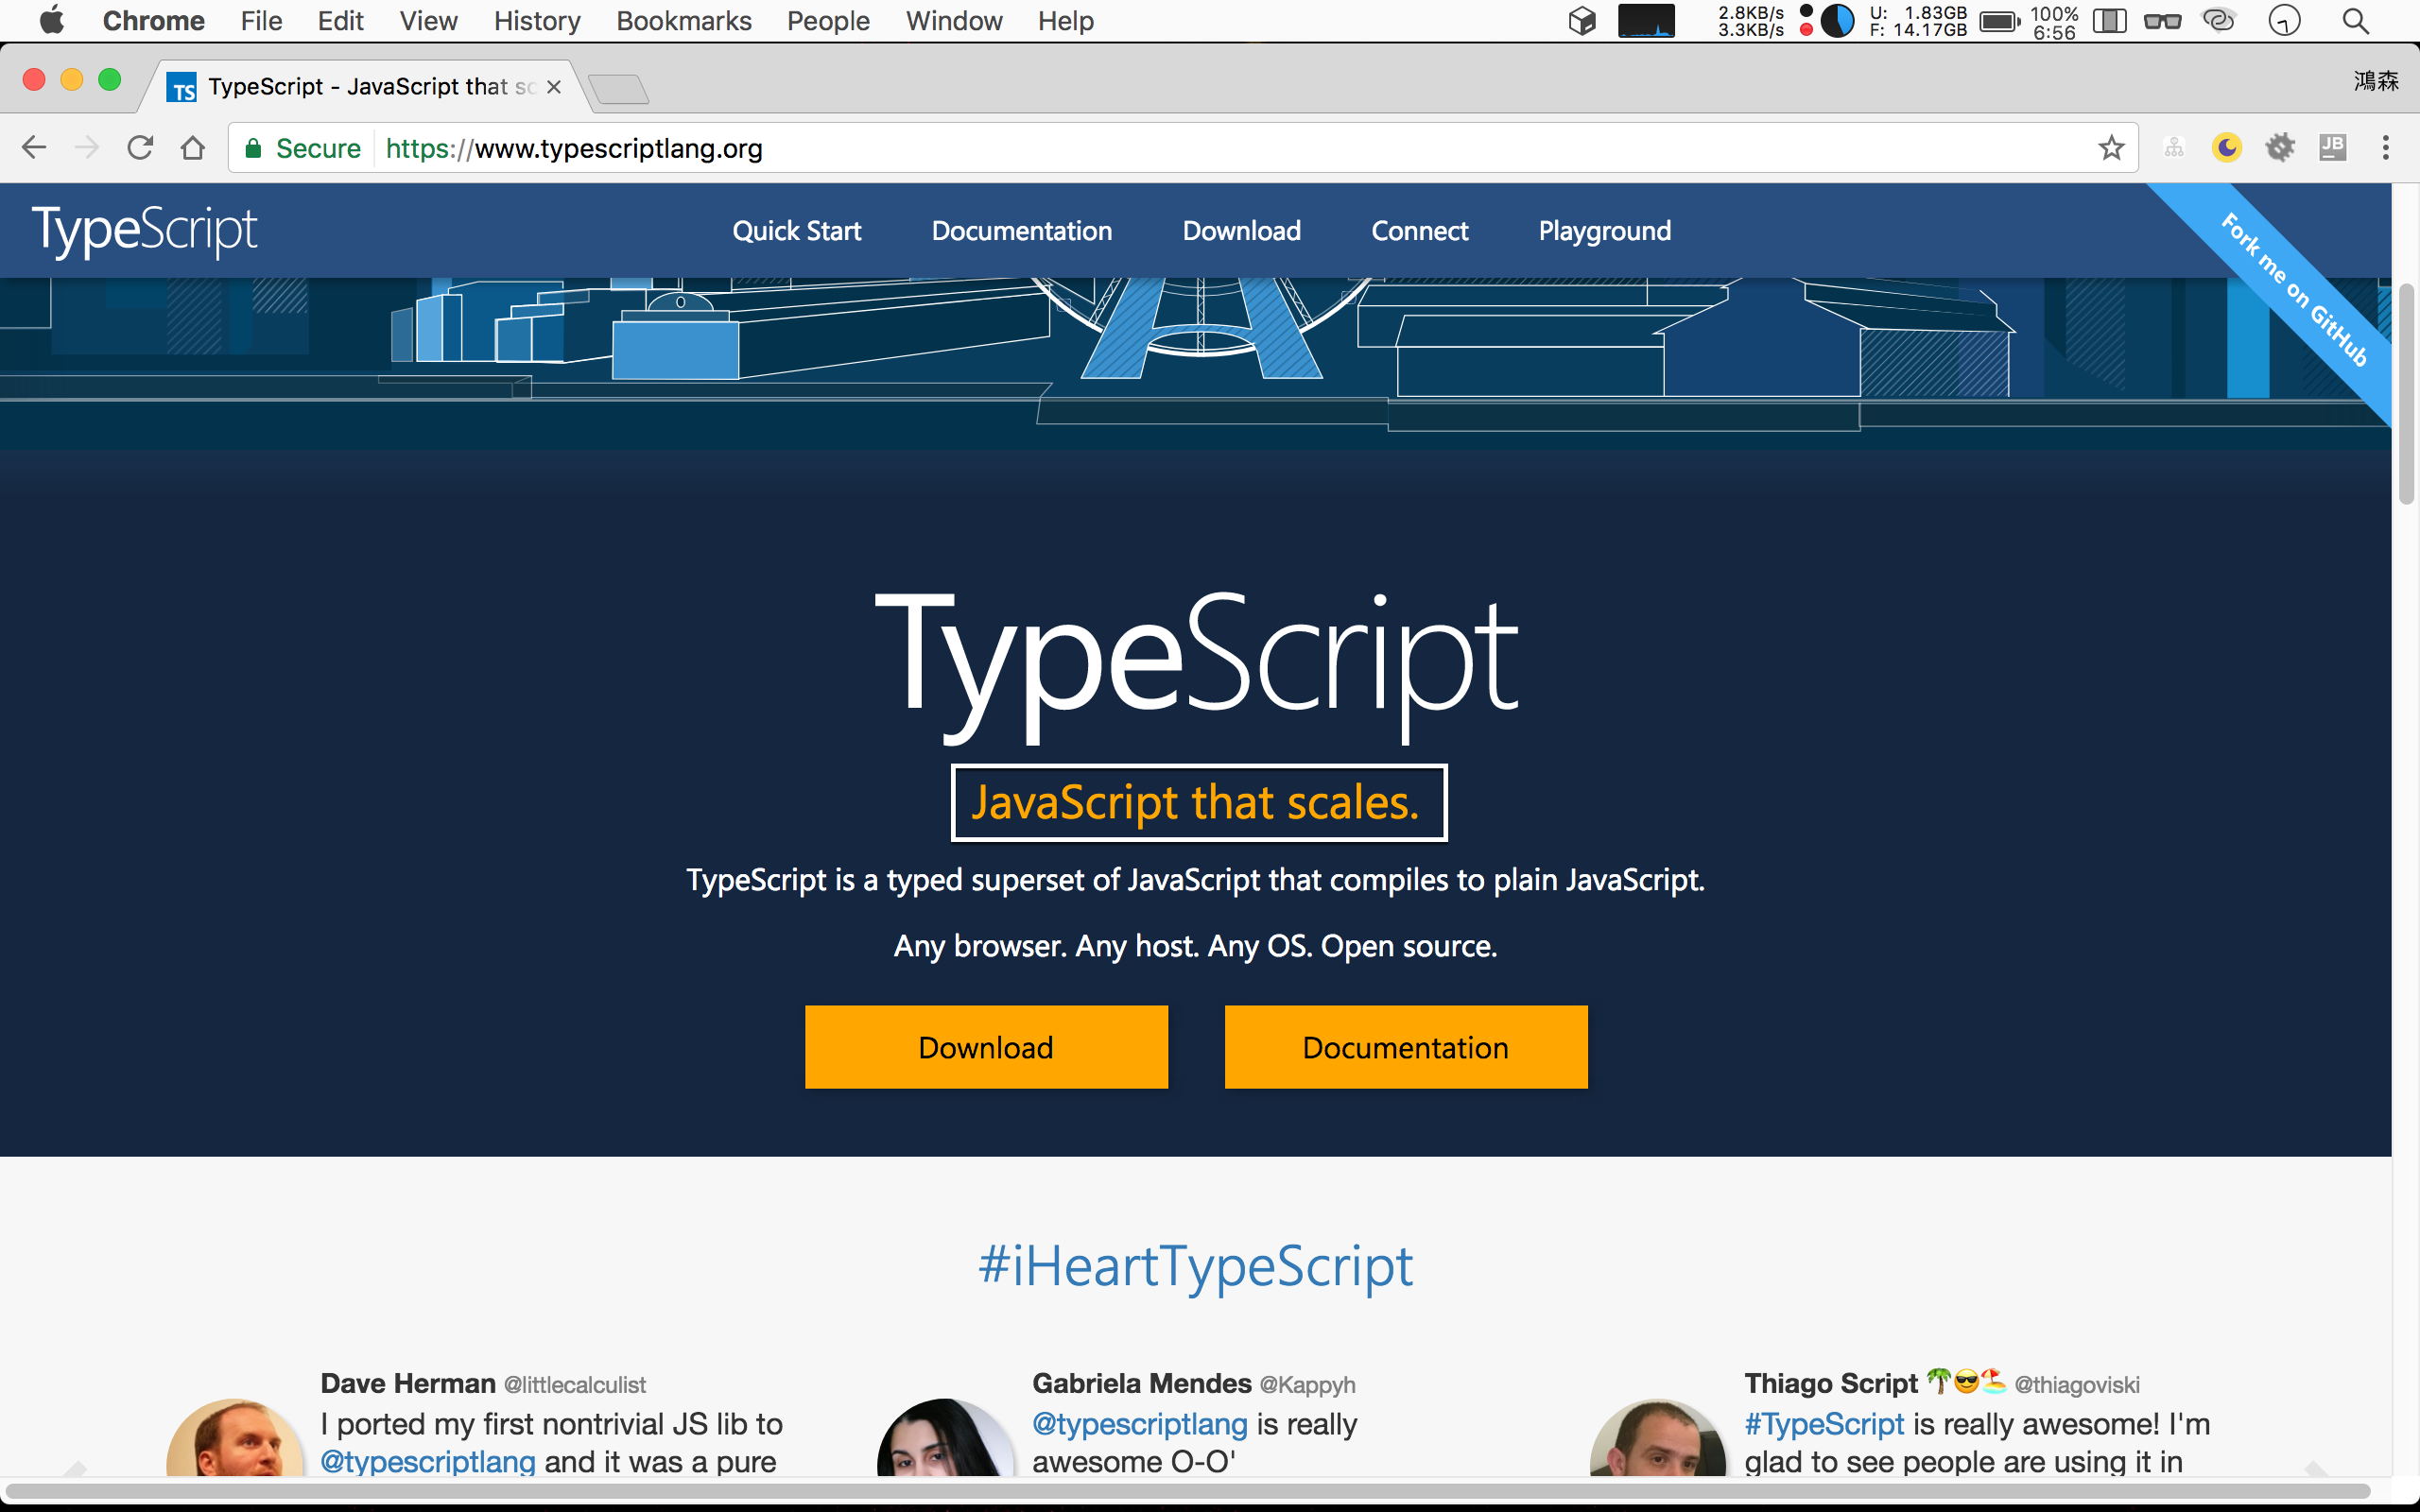 Chrome File Edit View History Bookmarks People Window Help
2.8KB/s
3.3KB/s
U: 1.83GB
F: 14.17GB
100%
6:56
TS TypeScript - JavaScript that sc
鴻森
Secure https://www.typescriptlang.org
JB
TypeScript
Quick Start Documentation Download Connect Playground
Fork me on GitHub
TypeScript
JavaScript that scales.
TypeScript is a typed superset of JavaScript that compiles to plain JavaScript.
Any browser. Any host. Any OS. Open source.
Download Documentation
#iHeartTypeScript
Dave Herman @littlecalculist
I ported my first nontrivial JS lib to
@typescriptlang and it was a pure
Gabriela Mendes @Kappyh
@typescriptlang is really
awesome O-O'
Thiago Script 🌴😎🏖 @thiagoviski
#TypeScript is really awesome! I'm
glad to see people are using it in